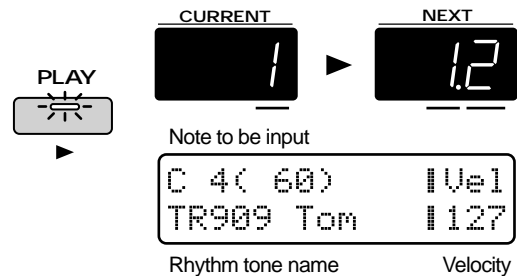 CURRENT NEXT
1 1.2
PLAY
Note to be input
C 4( 60) Vel
TR909 Tom 127
Rhythm tone name Velocity